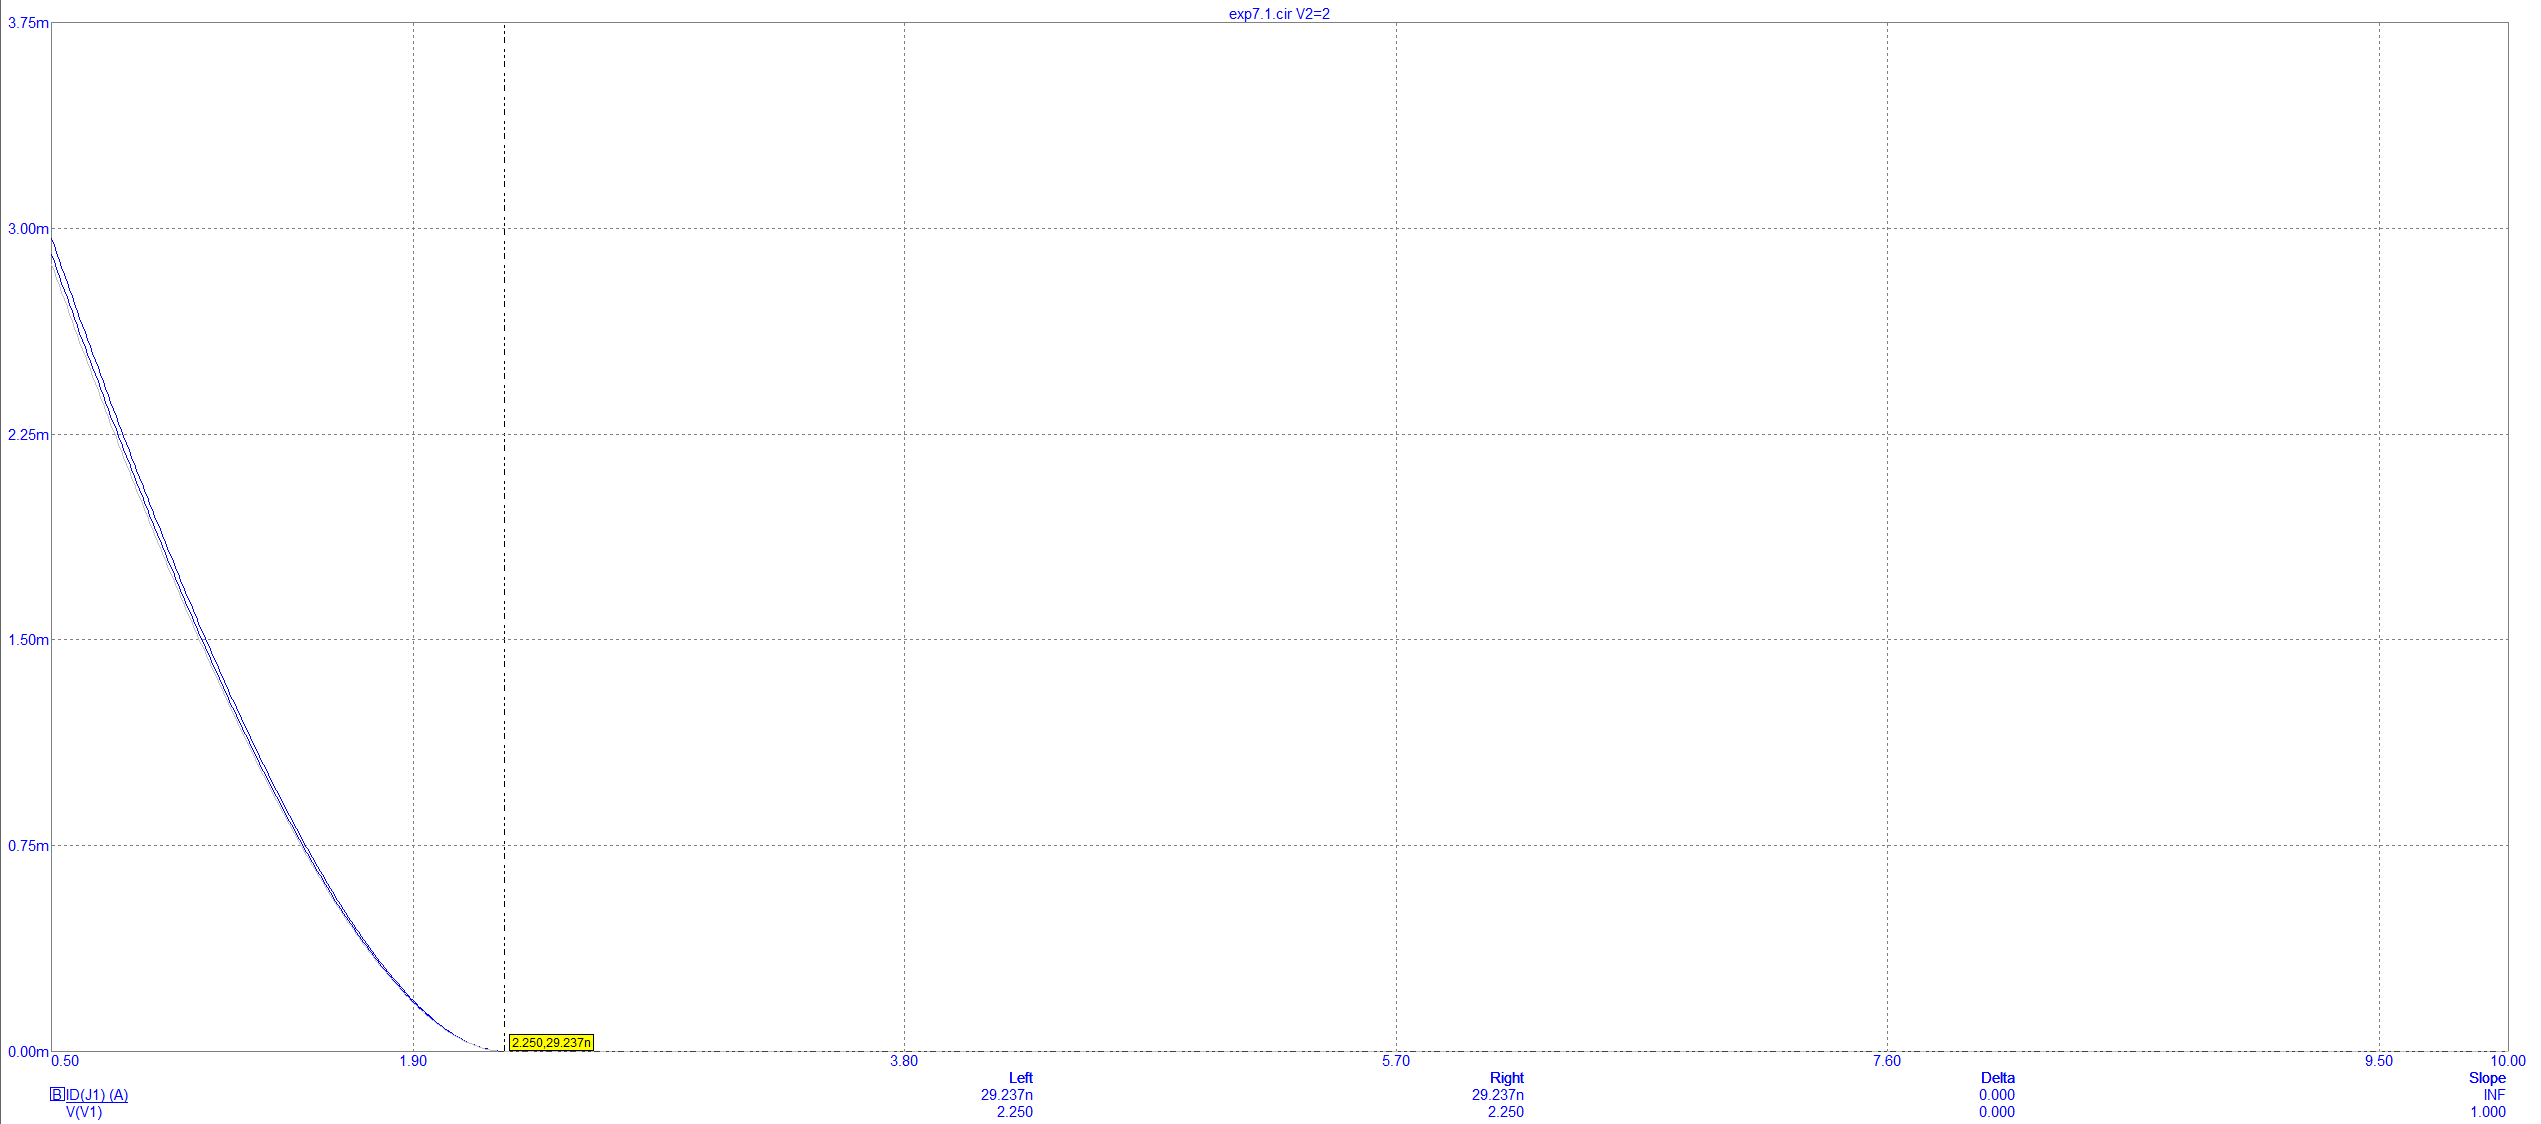 exp7.1.cir V2=2
3.75m
3.00m
2.25m
1.50m
0.75m
0.00m
2.250,29.237n
0.50 1.90 3.80 5.70 7.60 9.50 10.00
Left Right Delta Slope
B ID(J1) (A) 29.237n 29.237n 0.000 INF
V(V1) 2.250 2.250 0.000 1.000